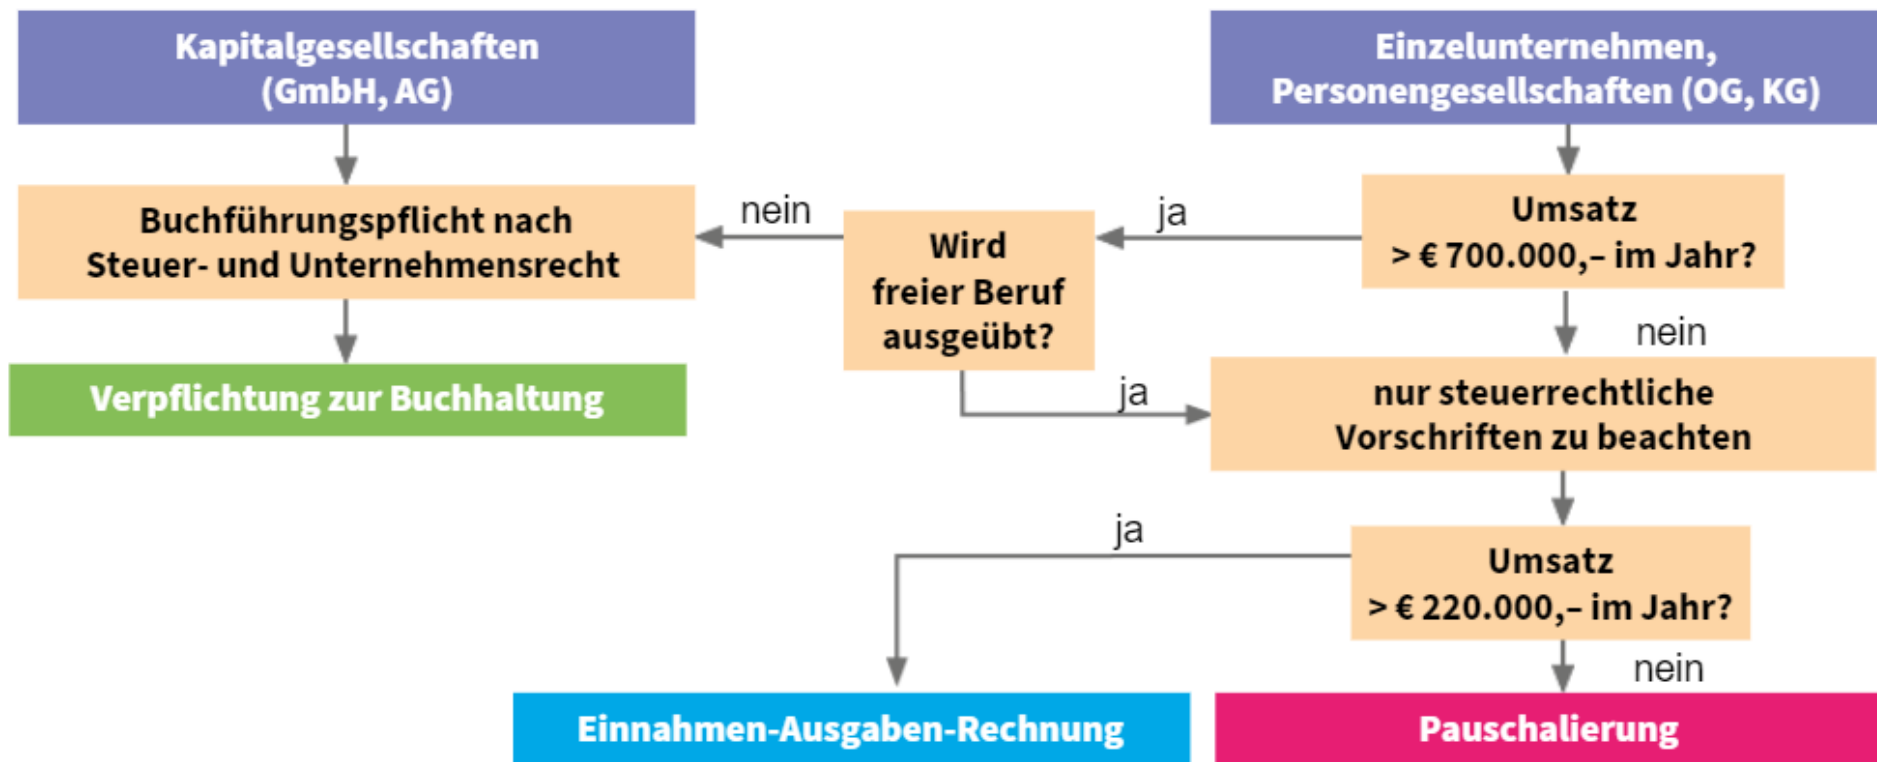 Kapitalgesellschaften
(GmbH, AG)
Einzelunternehmen,
Personengesellschaften (OG, KG)
Buchführungspflicht nach
Steuer- und Unternehmensrecht
nein
Wird
freier Beruf
ausgeübt?
ja
Umsatz
> € 700.000,– im Jahr?
nein
Verpflichtung zur Buchhaltung
ja
nur steuerrechtliche
Vorschriften zu beachten
ja
Umsatz
> € 220.000,– im Jahr?
nein
Einnahmen-Ausgaben-Rechnung
Pauschalierung